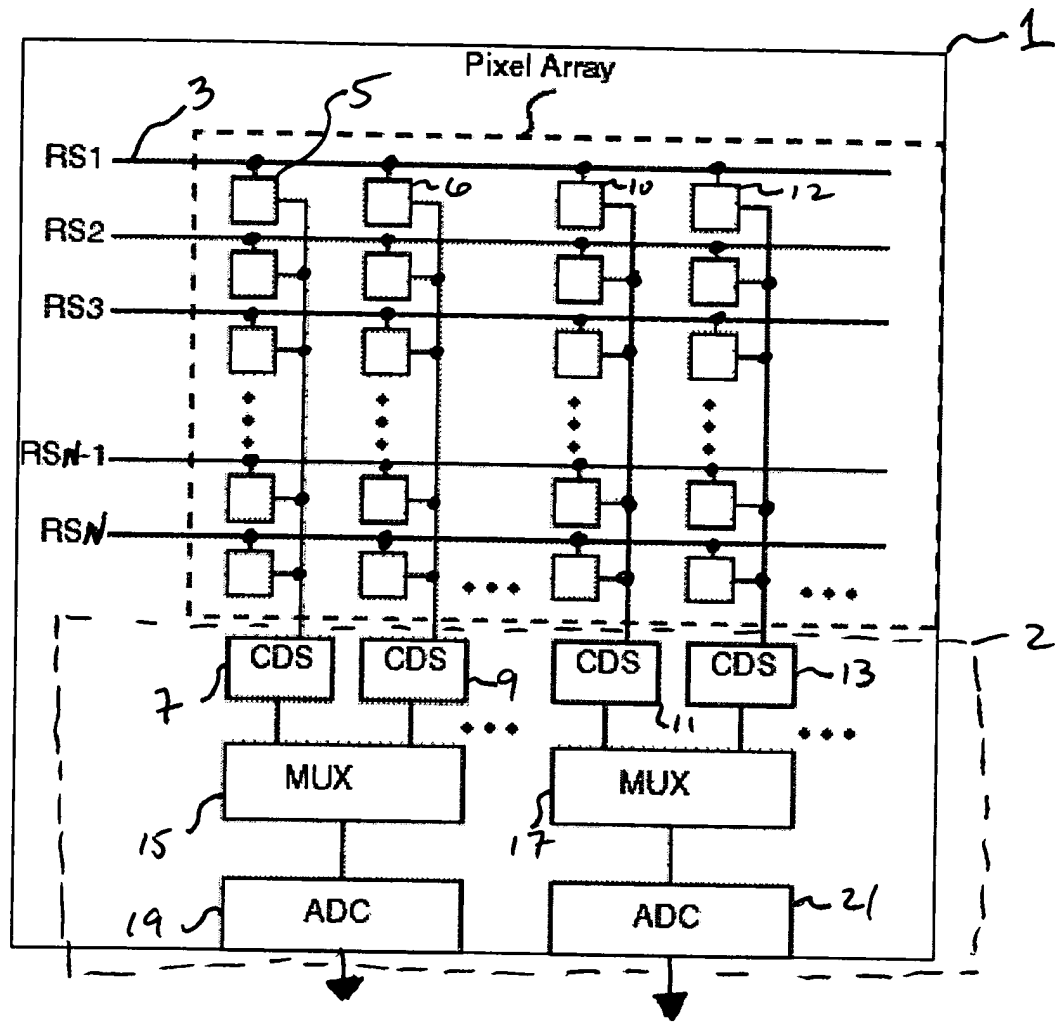 1
Pixel Array
3
5
RS1
6
10
12
RS2
RS3
RSN-1
RSN
2
CDS
CDS
CDS
CDS
7
9
11
13
MUX
MUX
15
17
ADC
ADC
19
21